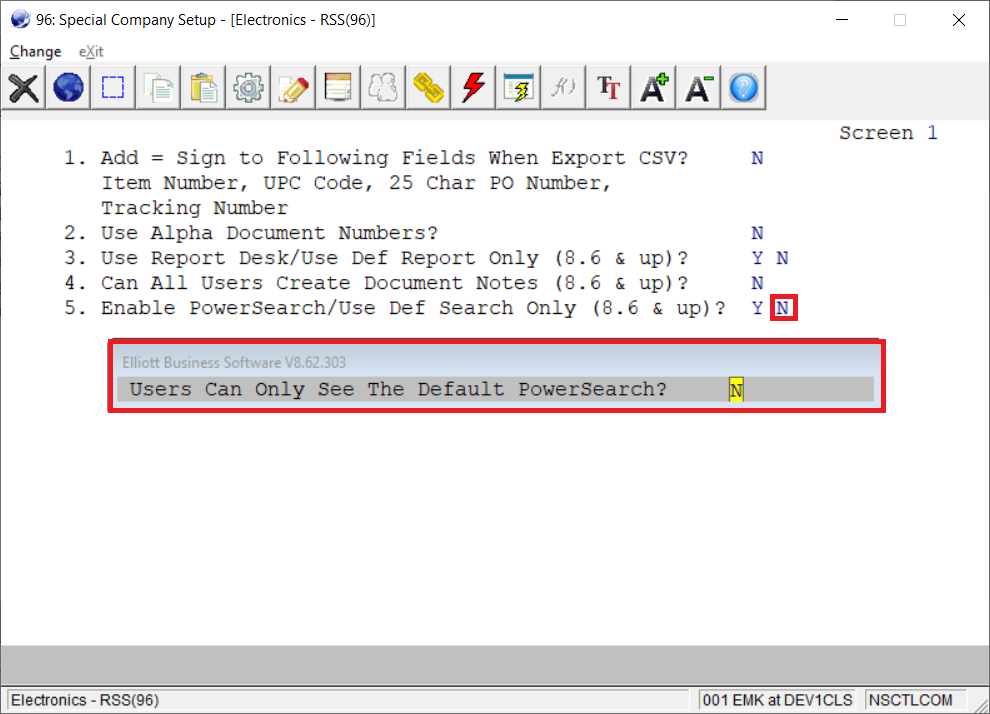 96: Special Company Setup - [Electronics - RSS(96)]
Change eXit
f()
TT
A+ A-
?
Screen 1
1. Add = Sign to Following Fields When Export CSV? N
Item Number, UPC Code, 25 Char PO Number,
Tracking Number
2. Use Alpha Document Numbers? N
3. Use Report Desk/Use Def Report Only (8.6 & up)? Y N
4. Can All Users Create Document Notes (8.6 & up)? N
5. Enable PowerSearch/Use Def Search Only (8.6 & up)? Y N
Elliott Business Software V8.62.303
Users Can Only See The Default PowerSearch? N
Electronics - RSS(96) 001 EMK at DEV1CLS NSCTLCOM